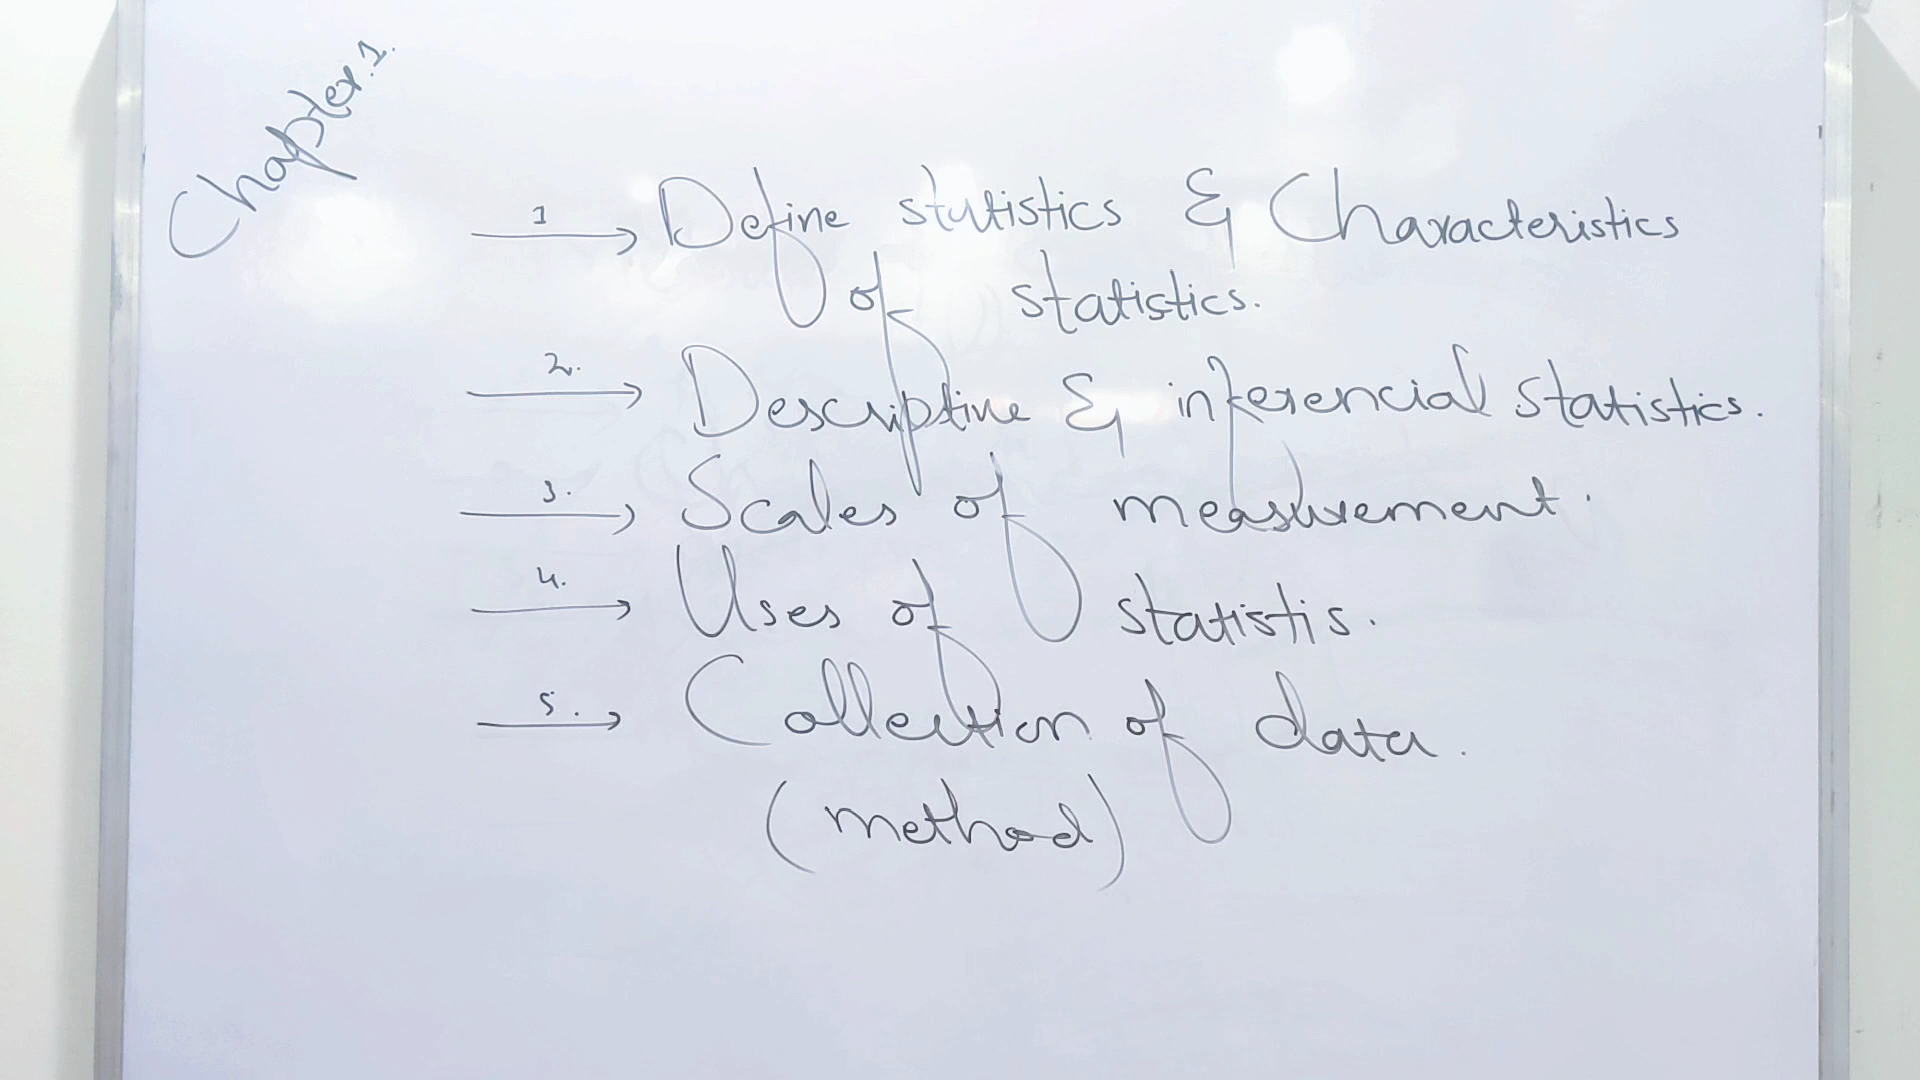 Chapter.1.
1 → Define statistics & Characteristics
of statistics.
2. → Descriptive & inferencial statistics.
3. → Scales of measurement.
4. → Uses of statistis.
5. → Collection of data.
(method)